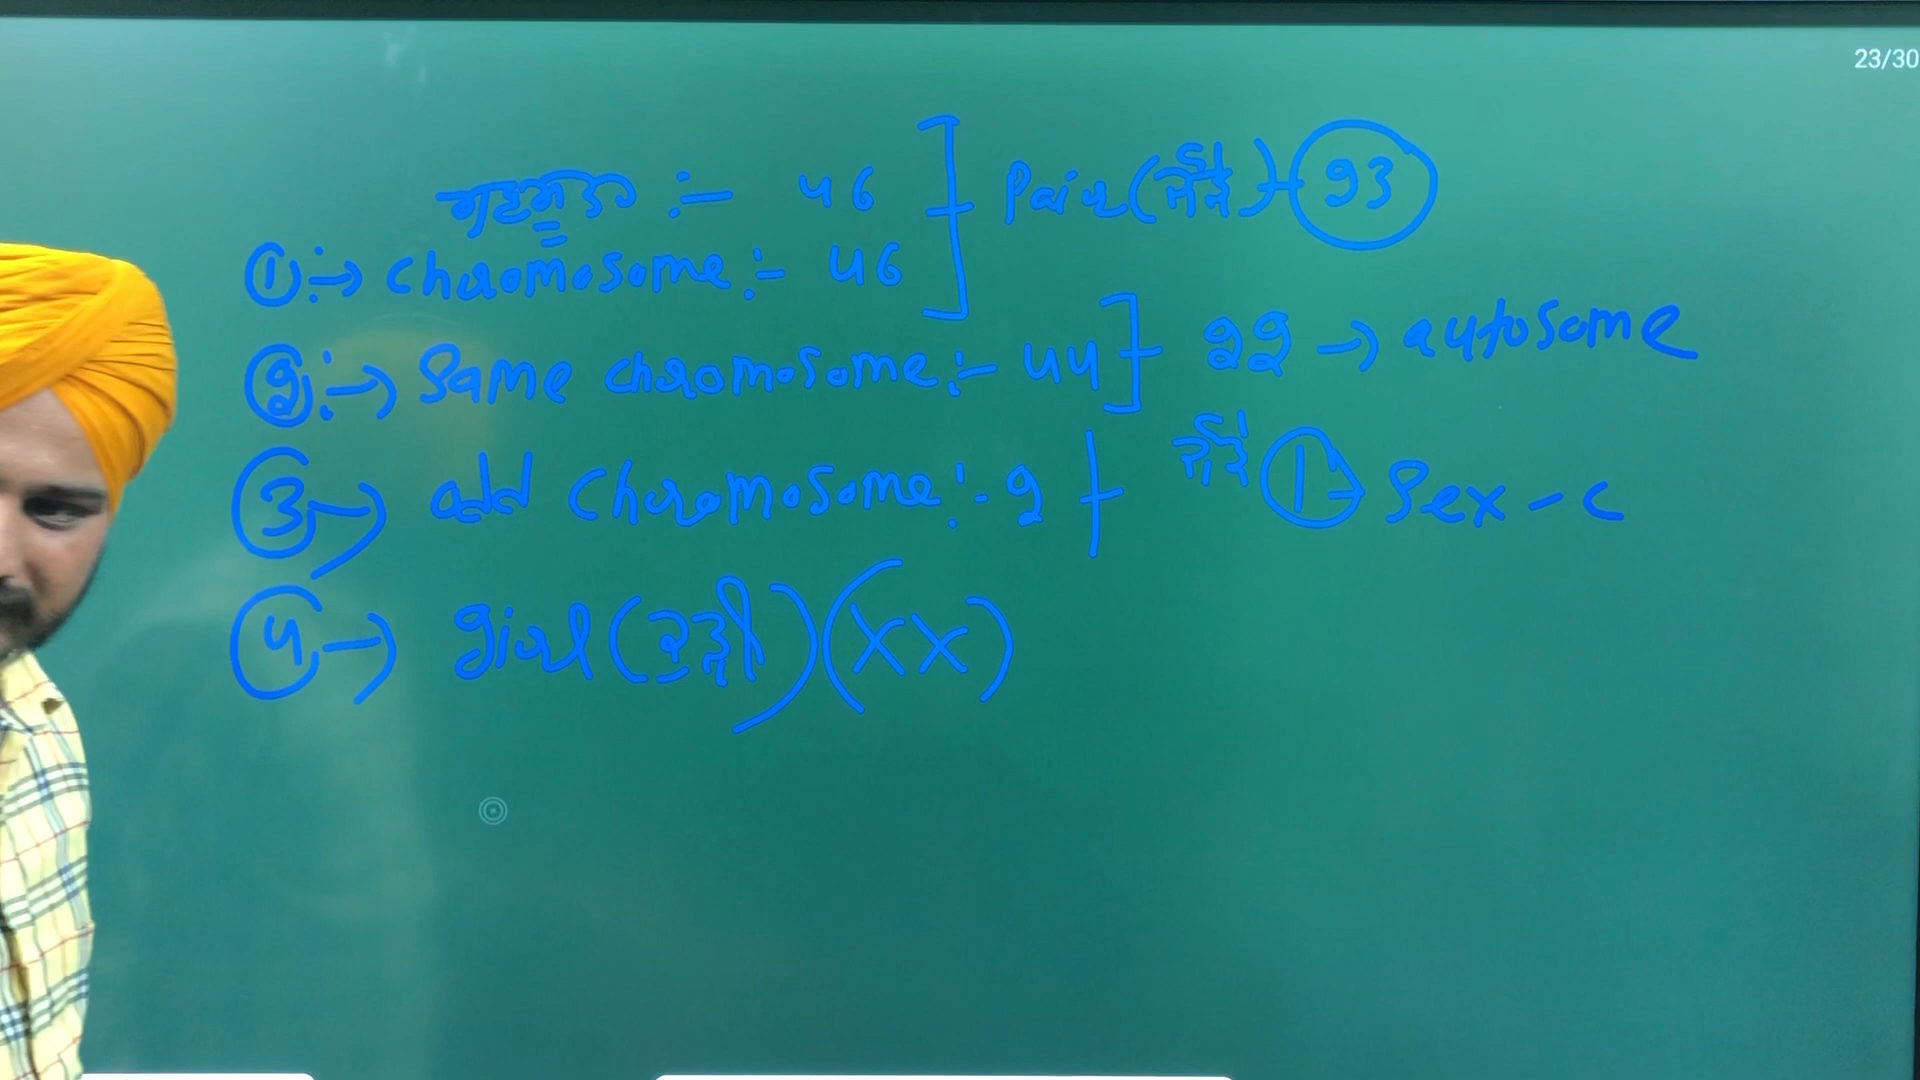 23/30
ਗੁਣਸੂਤਰ :- 46 ] Pair (ਜੋੜੇ) - 23
① :→ Chromosome :- 46
② :→ Same chromosome :- 44 ] 22 → autosome
③ → add Chromosome :- 2 ਜੋੜੇ ① → Sex - c
④ → girl ( ) (XX)